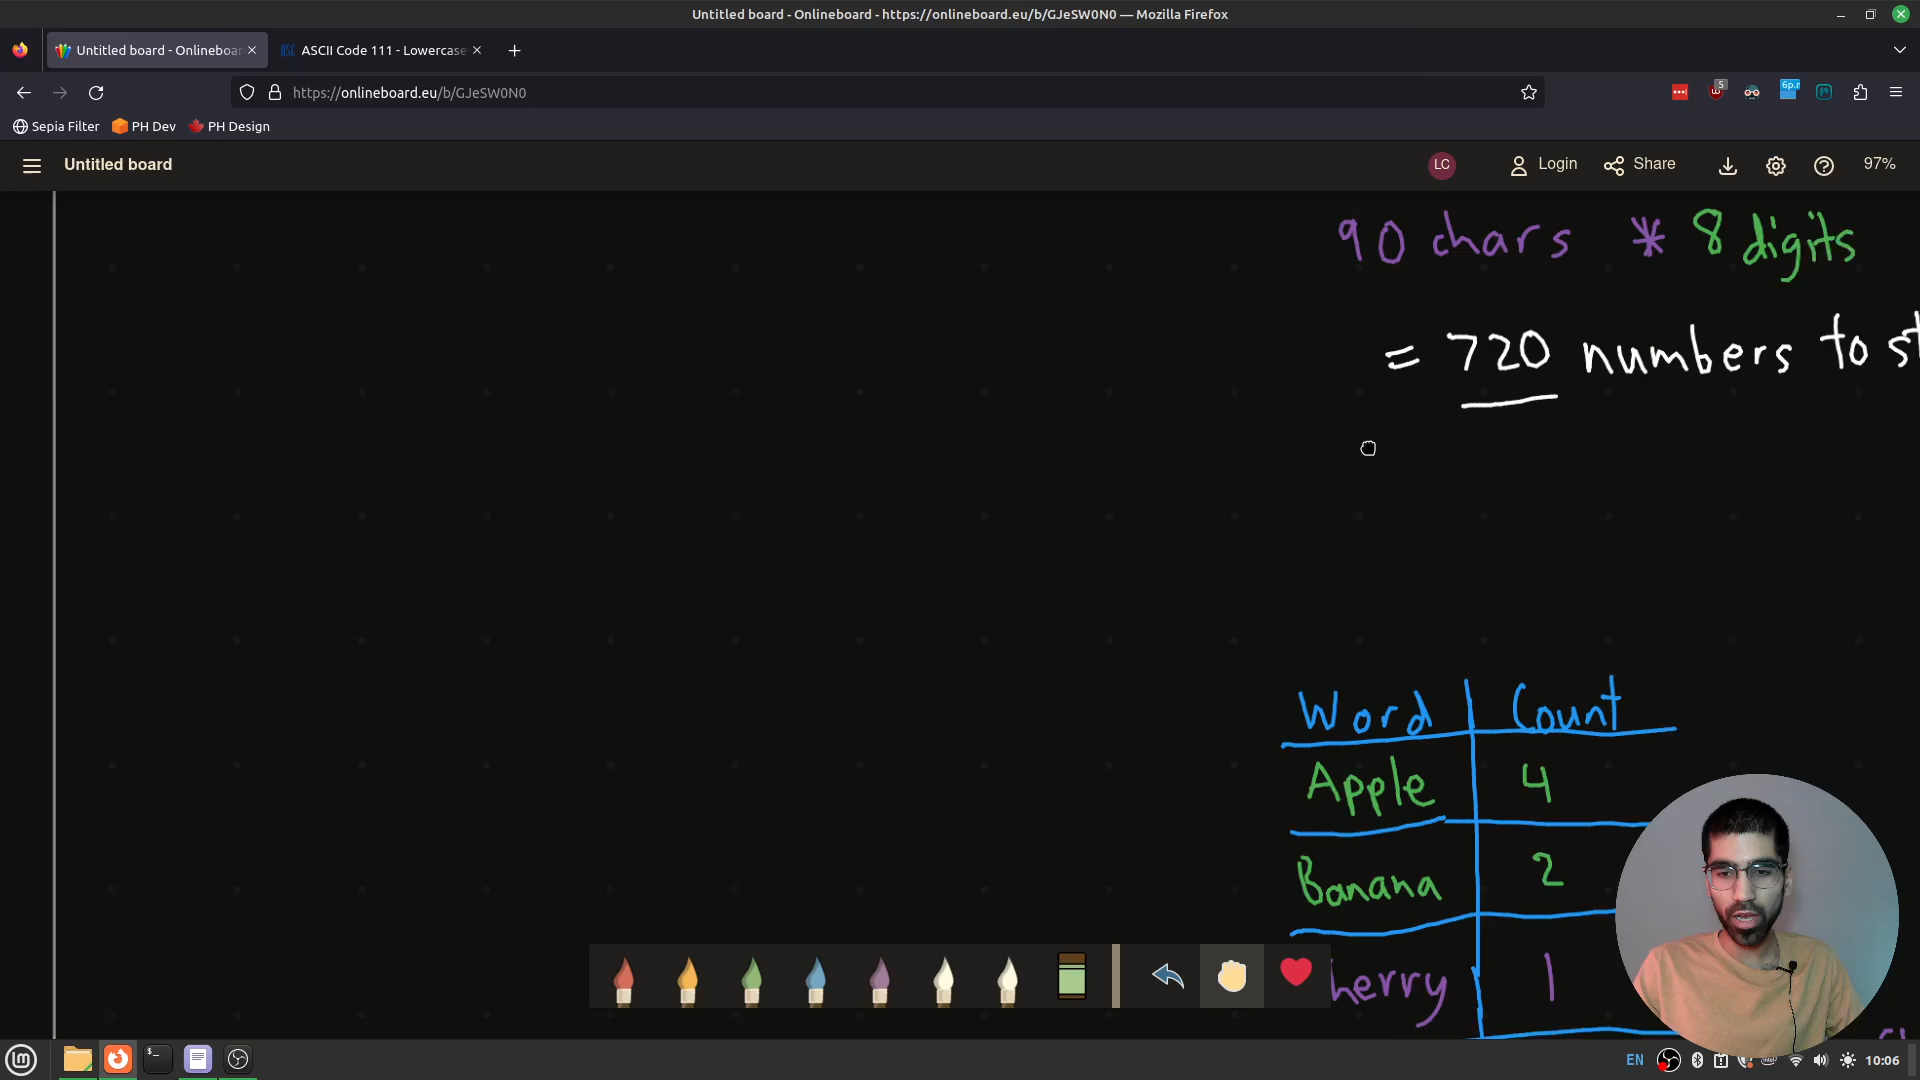 Untitled board - Onlineboard - https://onlineboard.eu/b/GJeSW0N0 — Mozilla Firefox
Untitled board - Onlineboar
ASCII Code 111 - Lowercase
https://onlineboard.eu/b/GJeSW0N0
5
6p.r
Sepia Filter
PH Dev
PH Design
Untitled board
LC
Login
Share
97%
90 chars * 8 digits
= 720 numbers to st
Word Count
Apple 4
Banana 2
herry 1
EN
10:06